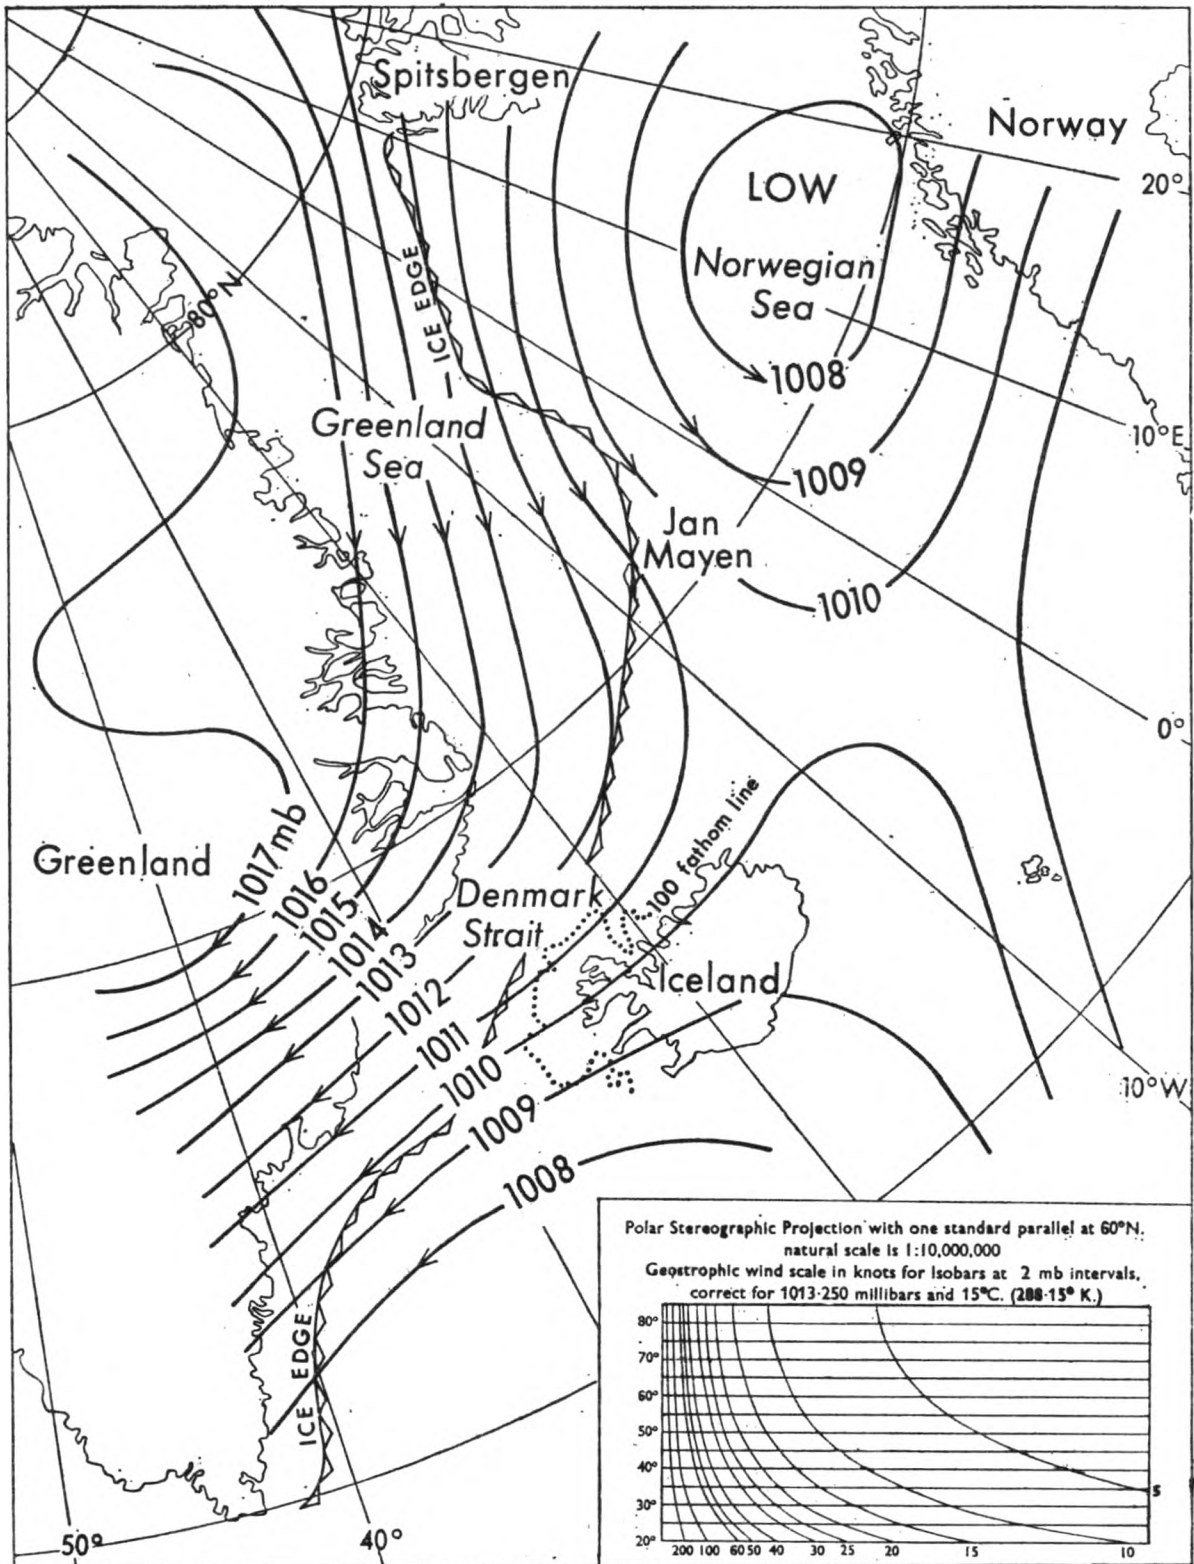 Spitsbergen
Norway
LOW
20°
Norwegian
Sea
ICE EDGE
80°N
1008
Greenland
Sea
10°E
1009
Jan
Mayen
1010
0°
100 fathom line
Greenland
1017mb
1016
1015
1014
1013
1012
1011
1010
1009
1008
Denmark
Strait
Iceland
10°W
ICE EDGE
50°
40°
Polar Stereographic Projection with one standard parallel at 60°N.
natural scale is 1:10,000,000
Geostrophic wind scale in knots for Isobars at 2 mb intervals,
correct for 1013·250 millibars and 15°C. (288·15° K.)
80°
70°
60°
50°
40°
30°
20°
5
200 100 60 50 40 30 25 20 15 10